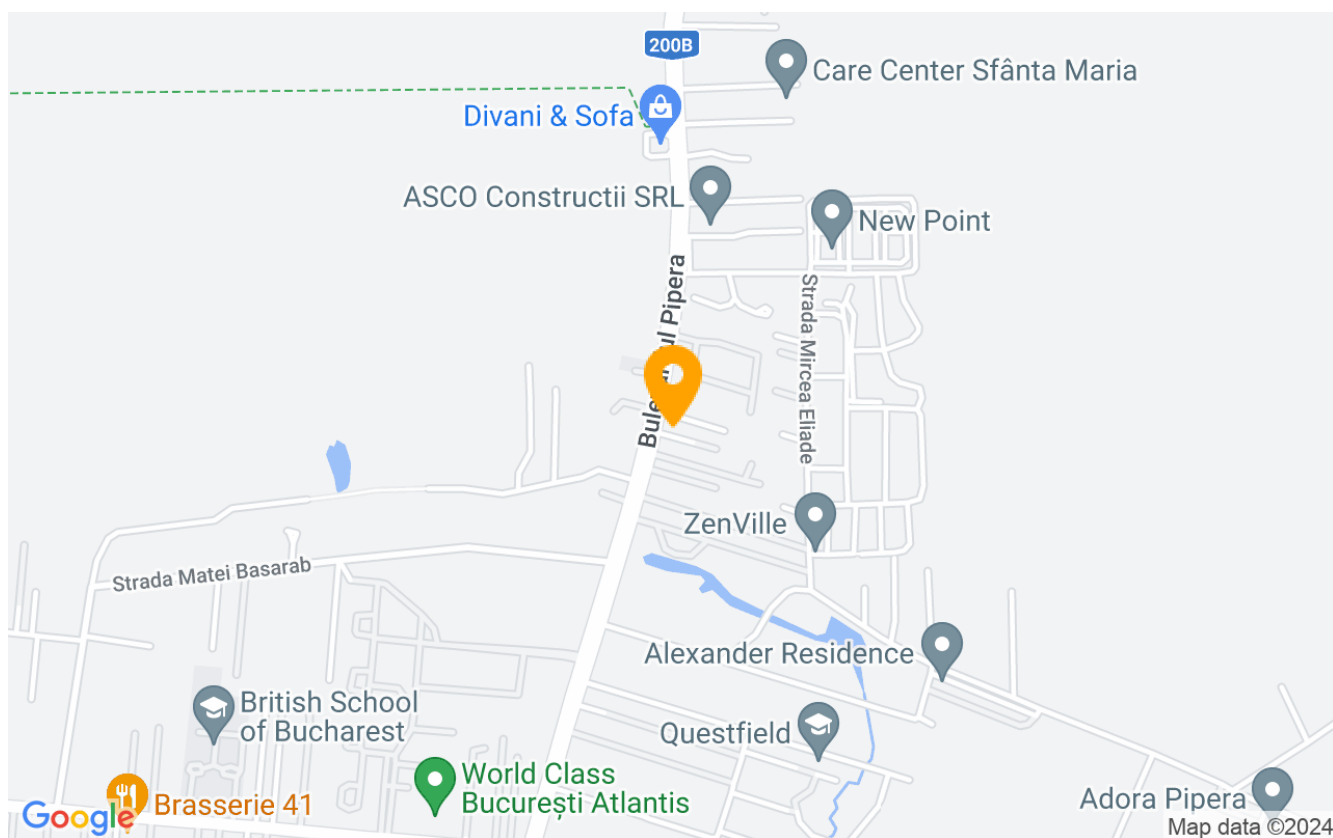 200B
Care Center Sfânta Maria
Divani & Sofa
ASCO Constructii SRL
New Point
Bulevardul Pipera
Strada Mircea Eliade
ZenVille
Strada Matei Basarab
Alexander Residence
British School
of Bucharest
Questfield
World Class
București Atlantis
Adora Pipera
Brasserie 41
Google
Map data ©2024